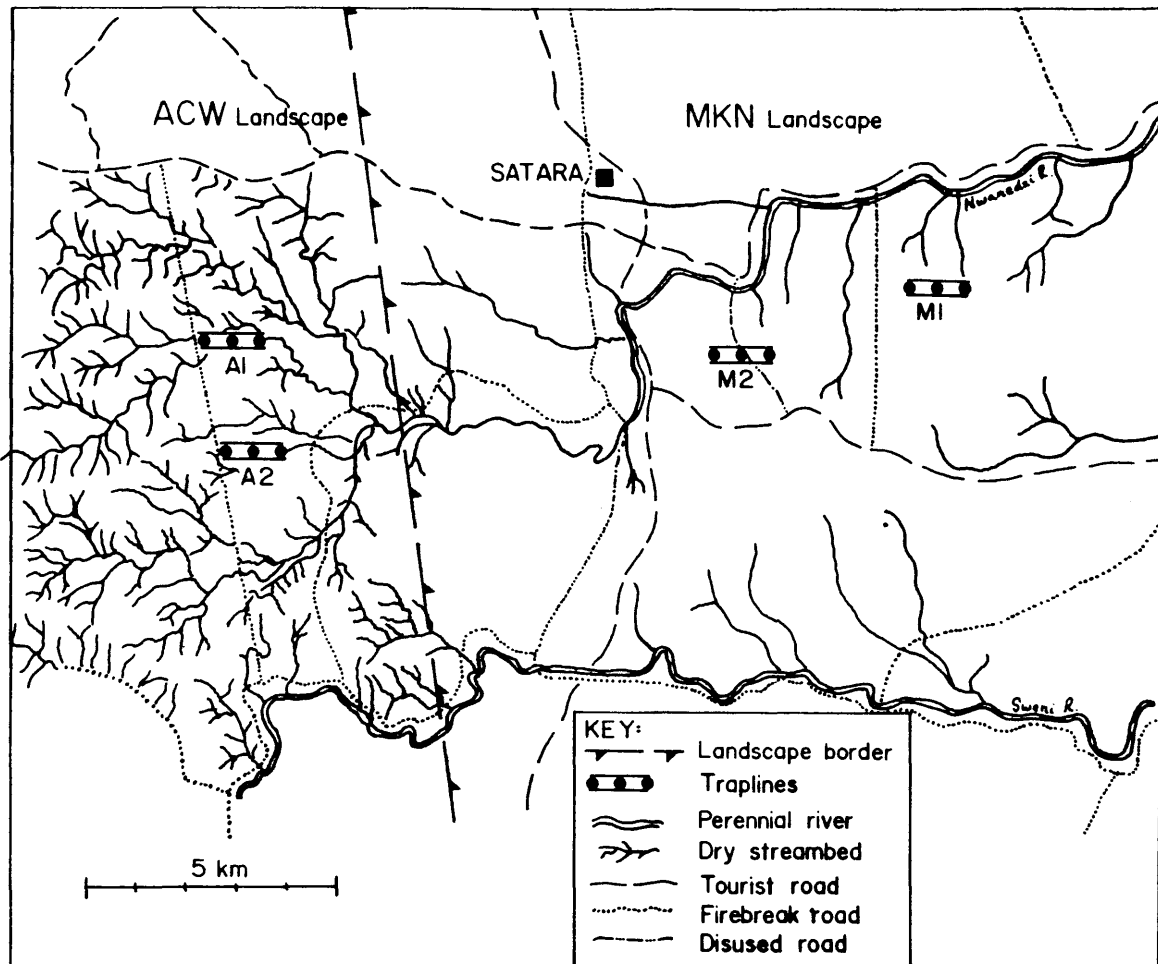 ACW Landscape
MKN Landscape
SATARA
Nwanedzi R.
M1
A1
M2
A2
Sweni R.
KEY:
Landscape border
Traplines
Perennial river
Dry streambed
Tourist road
Firebreak road
Disused road
5 km